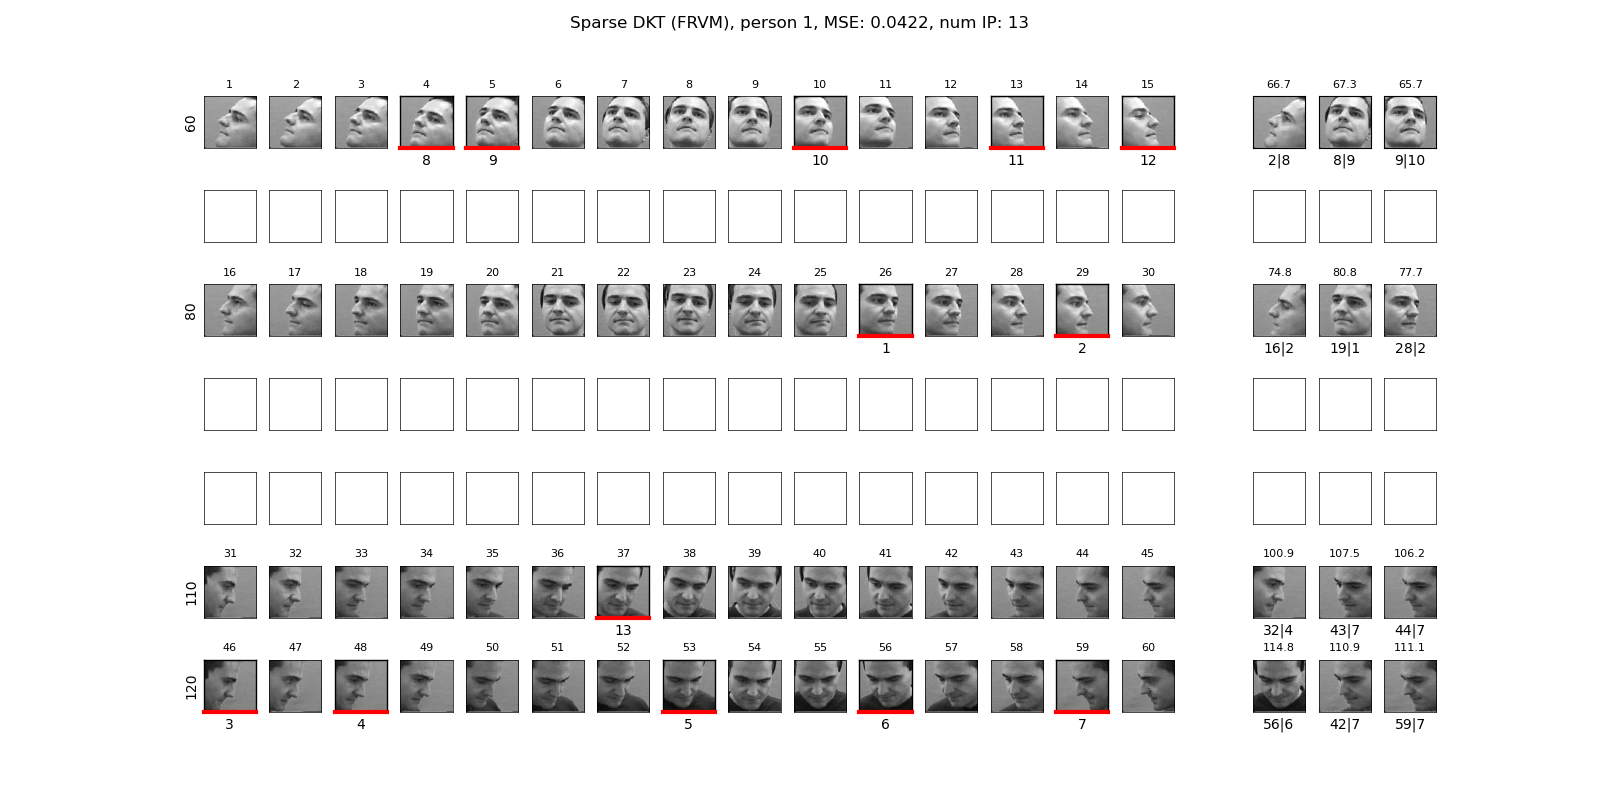 Sparse DKT (FRVM), person 1, MSE: 0.0422, num IP: 13
1 2 3 4 5 6 7 8 9 10 11 12 13 14 15 66.7 67.3 65.7
60
8 9 10 11 12 2|8 8|9 9|10
16 17 18 19 20 21 22 23 24 25 26 27 28 29 30 74.8 80.8 77.7
80
1 2 16|2 19|1 28|2
31 32 33 34 35 36 37 38 39 40 41 42 43 44 45 100.9 107.5 106.2
110
13 32|4 43|7 44|7
46 47 48 49 50 51 52 53 54 55 56 57 58 59 60 114.8 110.9 111.1
120
3 4 5 6 7 56|6 42|7 59|7